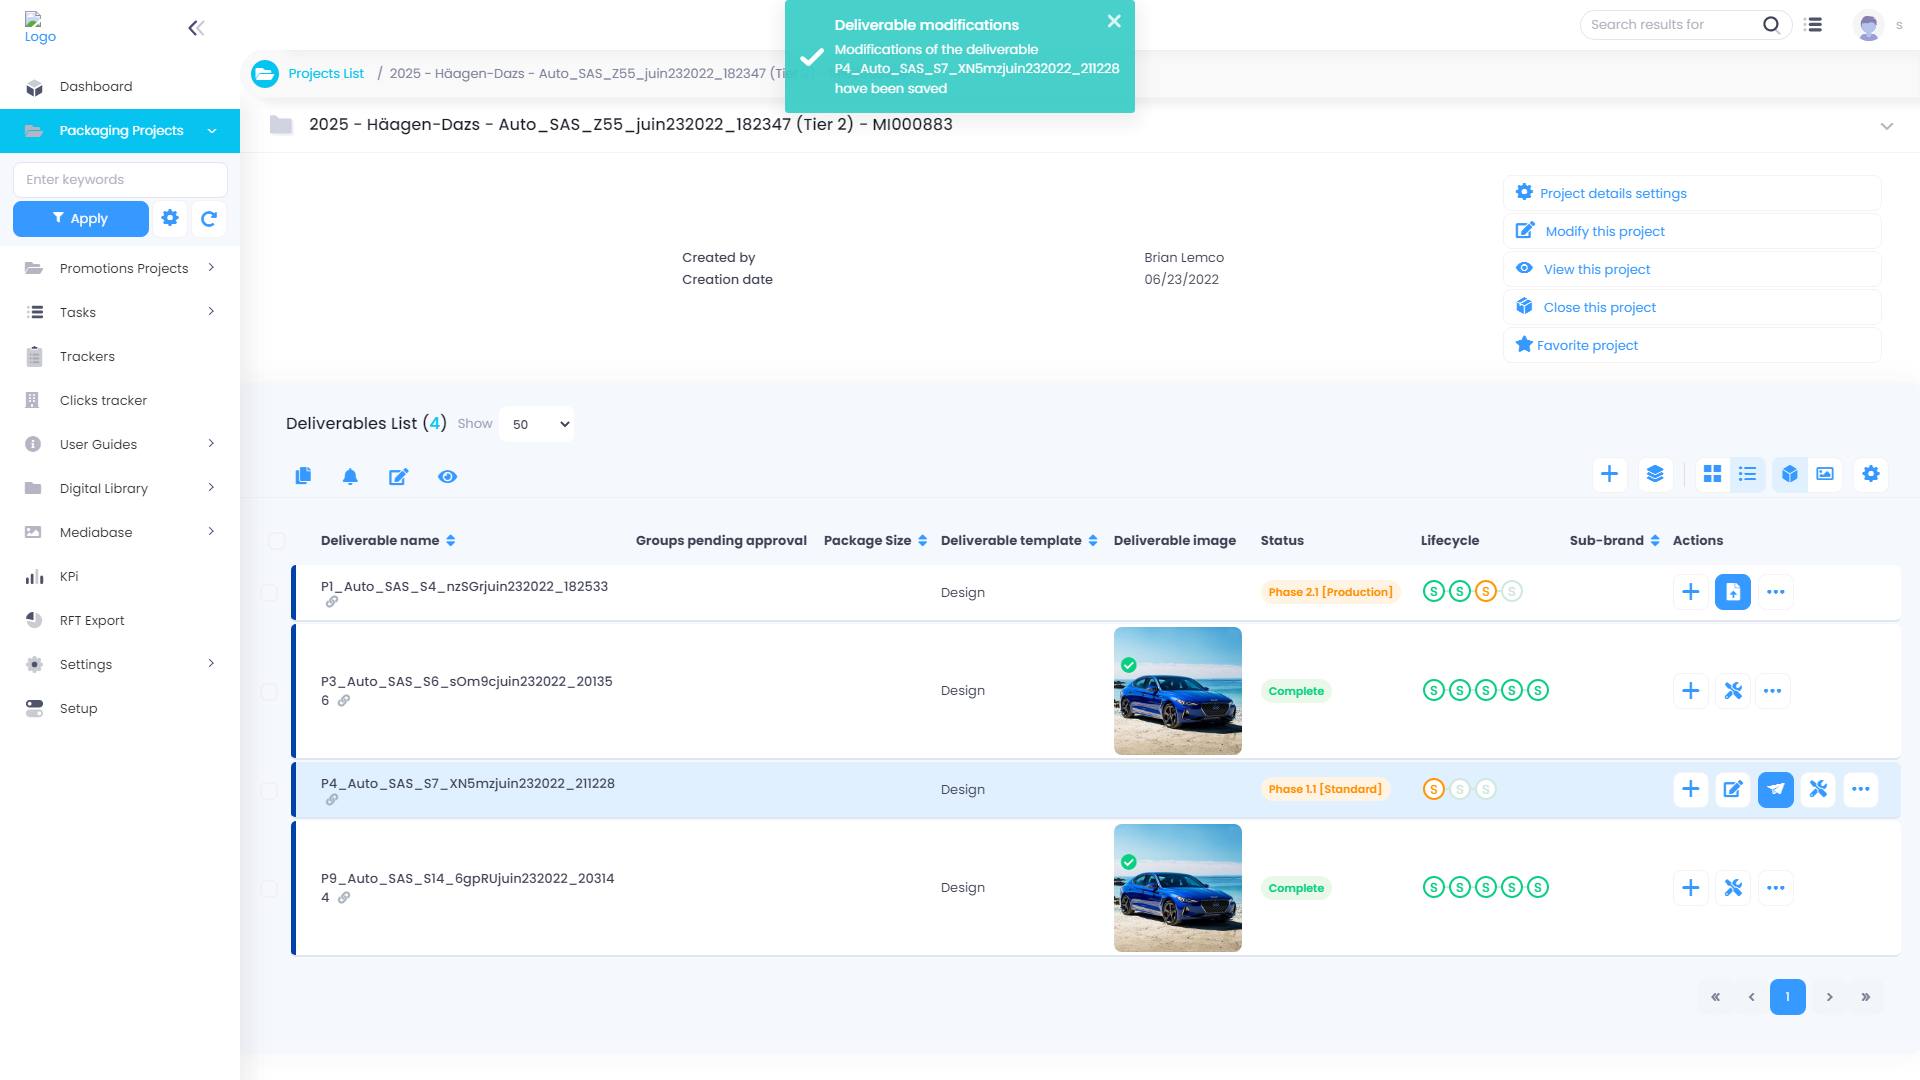 Logo
Deliverable modifications
Modifications of the deliverable
P4_Auto_SAS_S7_XN5mzjuin232022_211228
have been saved
Search results for
s
Projects List / 2025 - Häagen-Dazs - Auto_SAS_Z55_juin232022_182347 (Tier
2025 - Häagen-Dazs - Auto_SAS_Z55_juin232022_182347 (Tier 2) - MI000883
Dashboard
Packaging Projects
Enter keywords
Apply
Promotions Projects
Tasks
Trackers
Clicks tracker
User Guides
Digital Library
Mediabase
KPi
RFT Export
Settings
Setup
Created by Brian Lemco
Creation date 06/23/2022
Project details settings
Modify this project
View this project
Close this project
Favorite project
Deliverables List (4) Show 50
Deliverable name Groups pending approval Package Size Deliverable template Deliverable image Status Lifecycle Sub-brand Actions
P1_Auto_SAS_S4_nzSGrjuin232022_182533 Design Phase 2.1 [Production] S S S S
P3_Auto_SAS_S6_sOm9cjuin232022_20135
6 Design Complete S S S S S
P4_Auto_SAS_S7_XN5mzjuin232022_211228 Design Phase 1.1 [Standard] S S S
P9_Auto_SAS_S14_6gpRUjuin232022_20314
4 Design Complete S S S S S
« ‹ 1 › »